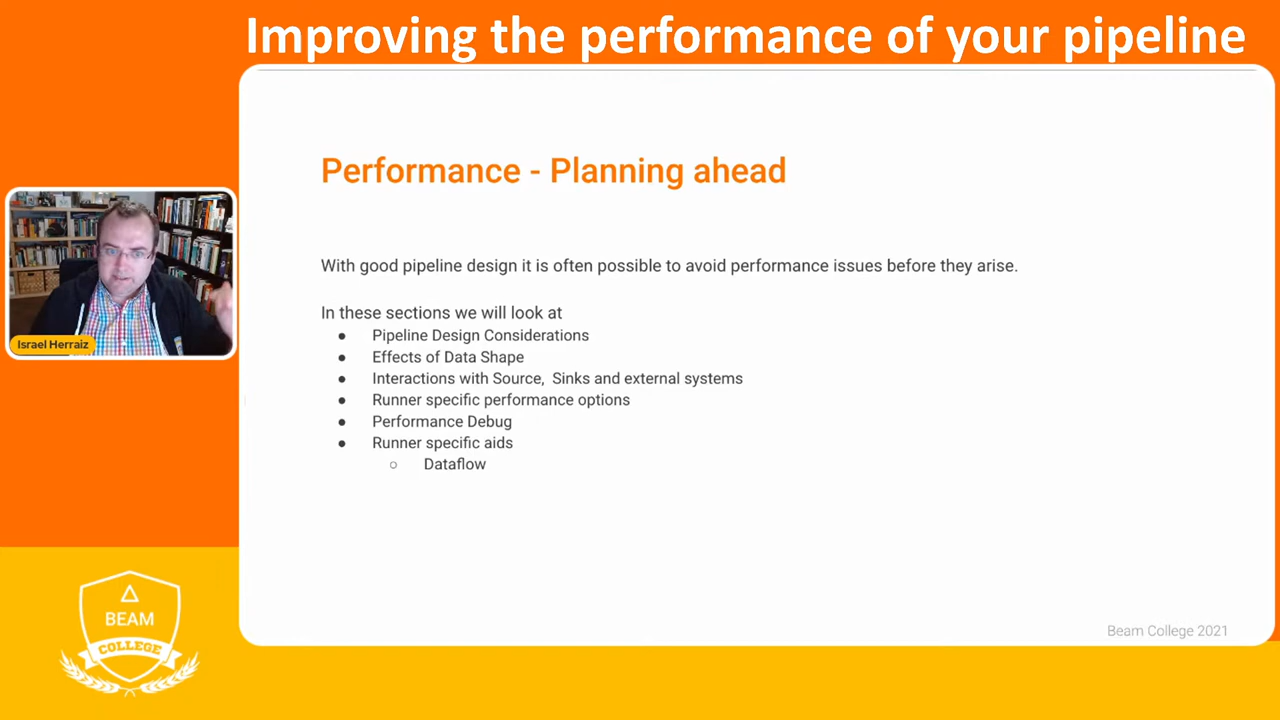 Improving the performance of your pipeline
Performance - Planning ahead
With good pipeline design it is often possible to avoid performance issues before they arise.
In these sections we will look at
● Pipeline Design Considerations
● Effects of Data Shape
● Interactions with Source,  Sinks and external systems
● Runner specific performance options
● Performance Debug
● Runner specific aids
○ Dataflow
Israel Herraiz
BEAM
COLLEGE
Beam College 2021